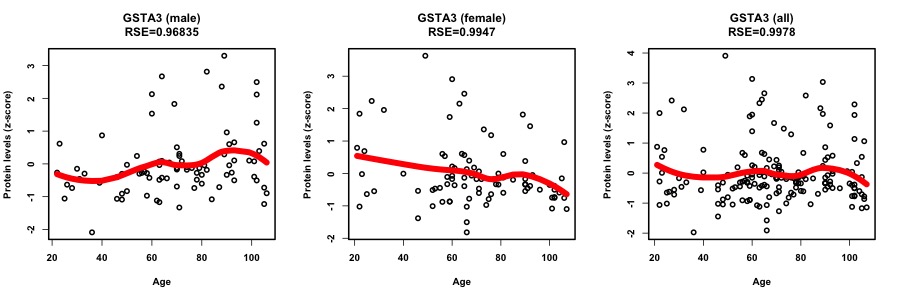 GSTA3 (male)
RSE=0.96835
Protein levels (z-score)
3
2
1
0
-1
-2
20 40 60 80 100
Age
GSTA3 (female)
RSE=0.9947
Protein levels (z-score)
3
2
1
0
-1
-2
20 40 60 80 100
Age
GSTA3 (all)
RSE=0.9978
Protein levels (z-score)
4
3
2
1
0
-1
-2
20 40 60 80 100
Age